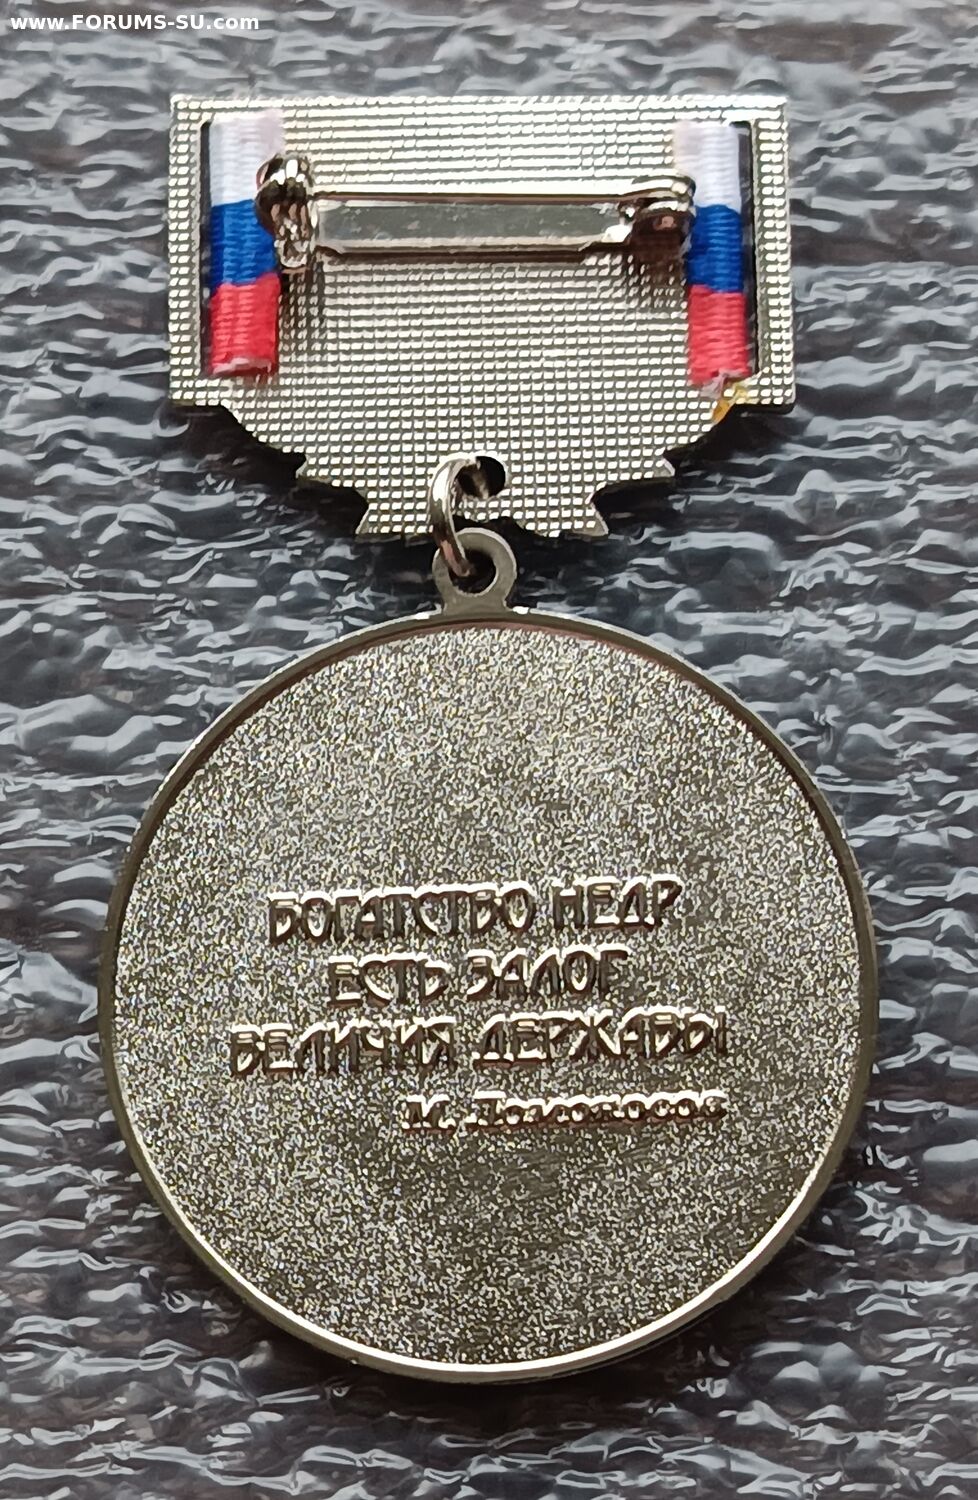 www.FORUMS-SU.com
БОГАТСТВО НЕДР
ЕСТЬ ЗАЛОГ
ВЕЛИЧИЯ ДЕРЖАВЫ
М. Ломоносов